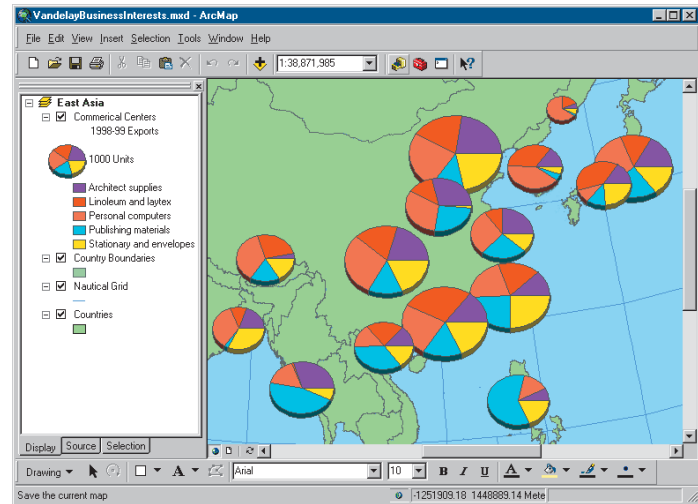 VandelayBusinessInterests.mxd - ArcMap
File Edit View Insert Selection Tools Window Help
1:38,871,985
East Asia
Commerical Centers
1998-99 Exports
1000 Units
Architect supplies
Linoleum and laytex
Personal computers
Publishing materials
Stationary and envelopes
Country Boundaries
Nautical Grid
Countries
Display Source Selection
Drawing A Arial 10 B I U A
Save the current map -1251909.18 1448889.14 Mete